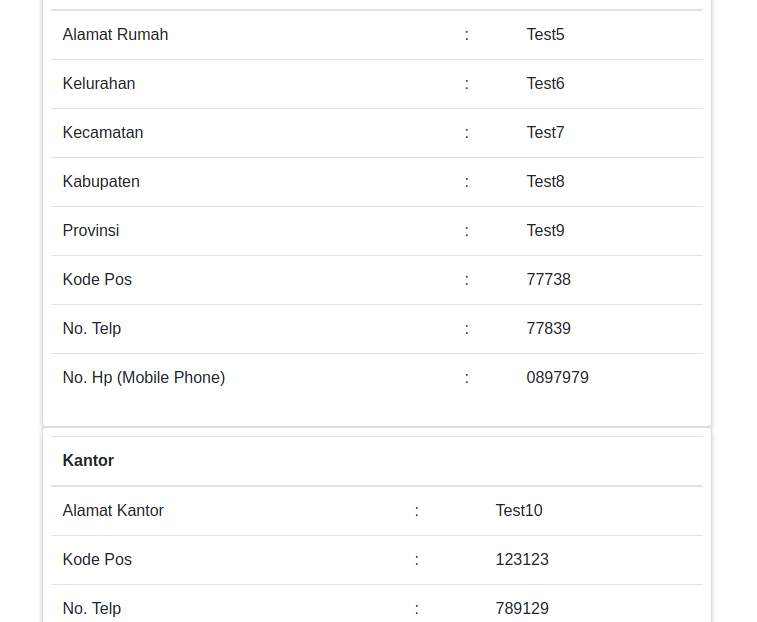 Alamat Rumah : Test5
Kelurahan : Test6
Kecamatan : Test7
Kabupaten : Test8
Provinsi : Test9
Kode Pos : 77738
No. Telp : 77839
No. Hp (Mobile Phone) : 0897979
Kantor
Alamat Kantor : Test10
Kode Pos : 123123
No. Telp : 789129